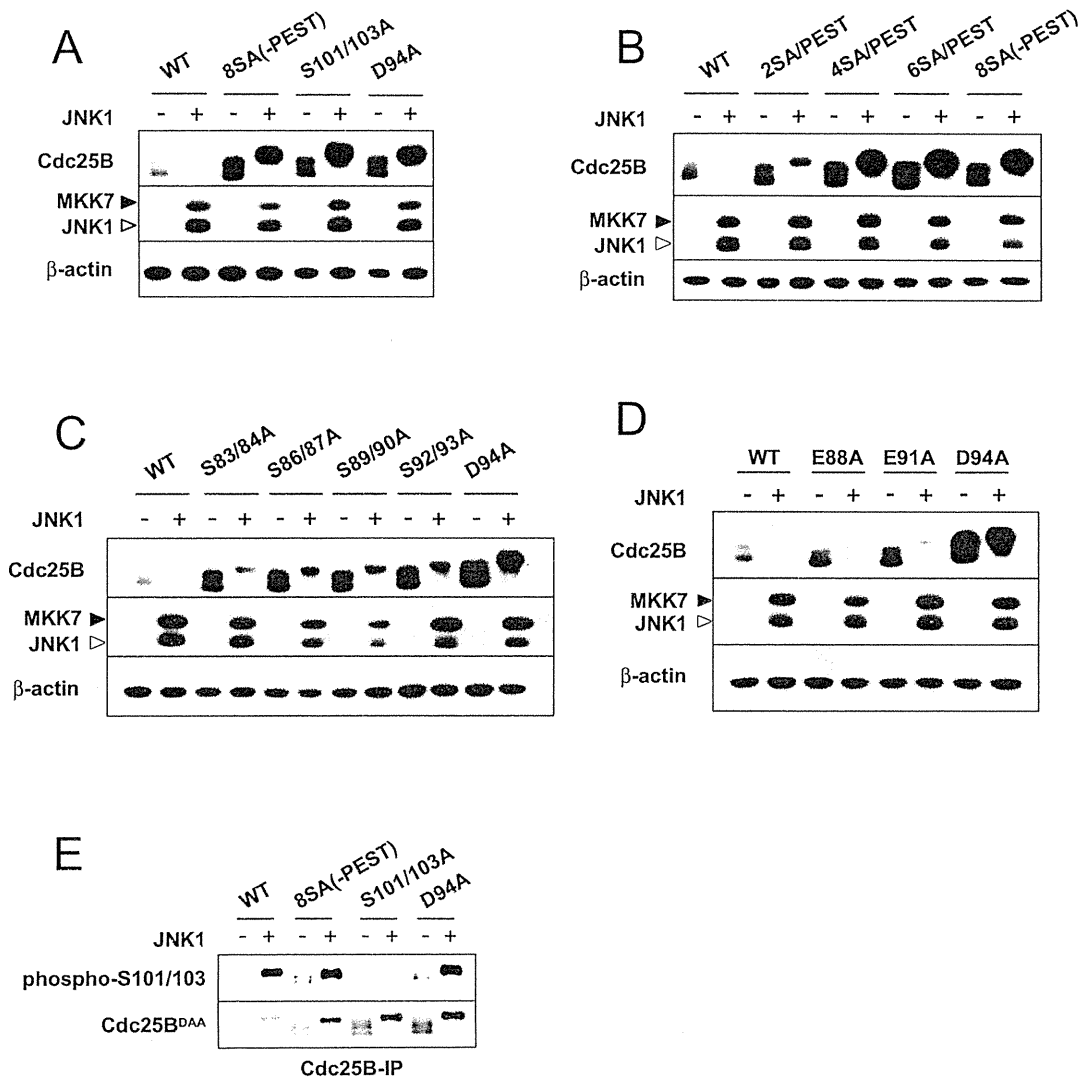 A
WT 8SA(-PEST) S101/103A D94A
JNK1 - + - + - + - +
Cdc25B
MKK7
JNK1
β-actin
B
WT 2SA/PEST 4SA/PEST 6SA/PEST 8SA(-PEST)
JNK1 - + - + - + - + - +
Cdc25B
MKK7
JNK1
β-actin
C
WT S83/84A S86/87A S89/90A S92/93A D94A
JNK1 - + - + - + - + - + - +
Cdc25B
MKK7
JNK1
β-actin
D
WT E88A E91A D94A
JNK1 - + - + - + - +
Cdc25B
MKK7
JNK1
β-actin
E
WT 8SA(-PEST) S101/103A D94A
JNK1 - + - + - + - +
phospho-S101/103
Cdc25BDAA
Cdc25B-IP